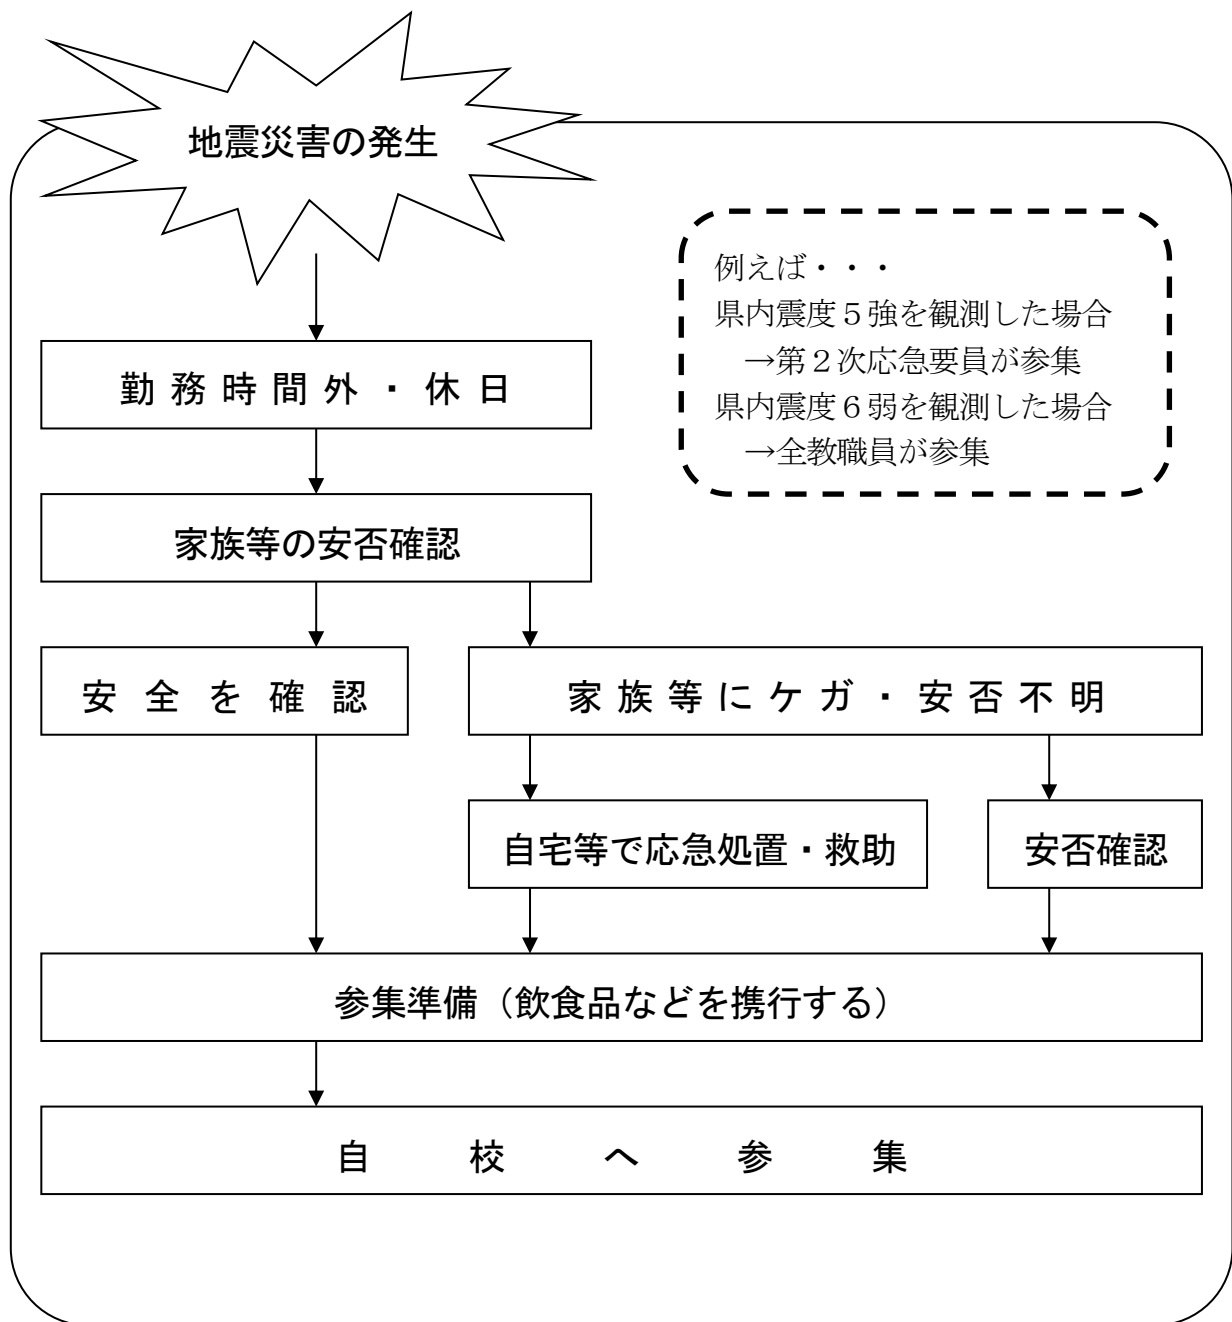 地震災害の発生
例えば・・・
県内震度５強を観測した場合
→第２次応急要員が参集
県内震度６弱を観測した場合
→全教職員が参集
勤務時間外・休日
家族等の安否確認
安全を確認
家族等にケガ・安否不明
自宅等で応急処置・救助
安否確認
参集準備（飲食品などを携行する）
自校へ参集